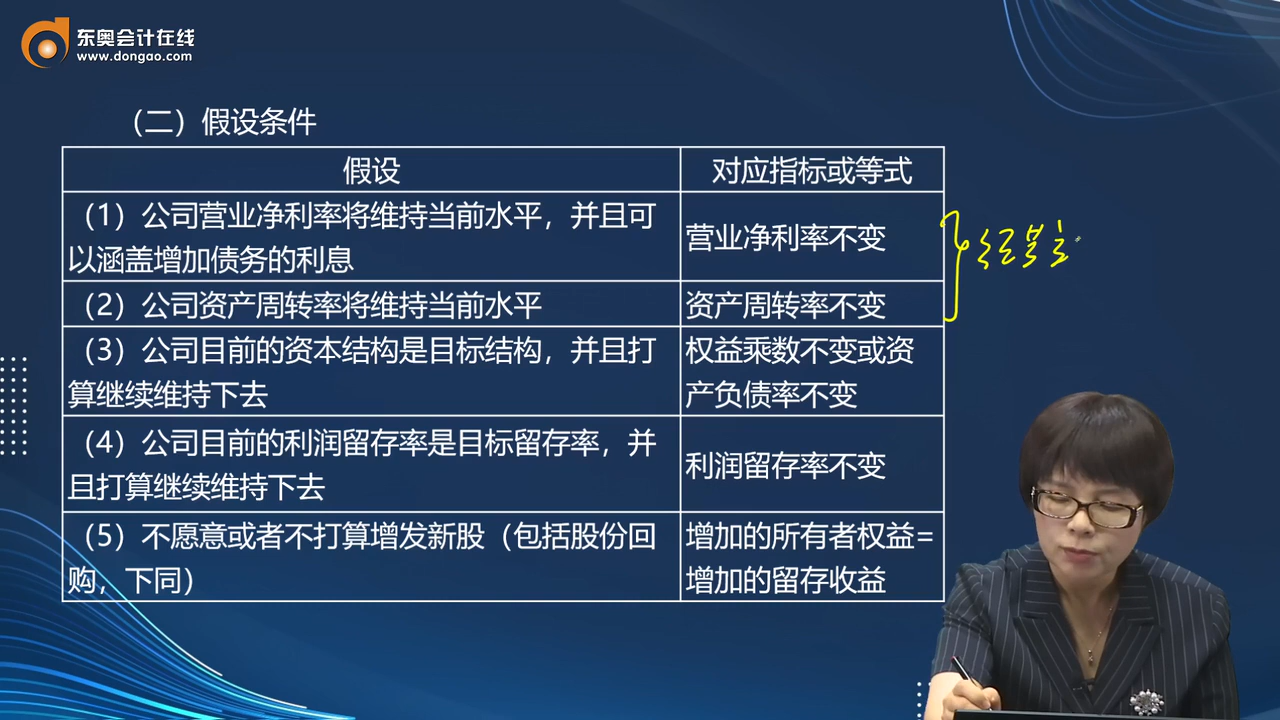 东奥会计在线
www.dongao.com
（二）假设条件
假设
对应指标或等式
（1）公司营业净利率将维持当前水平，并且可
以涵盖增加债务的利息
营业净利率不变
（2）公司资产周转率将维持当前水平
资产周转率不变
（3）公司目前的资本结构是目标结构，并且打
算继续维持下去
权益乘数不变或资
产负债率不变
（4）公司目前的利润留存率是目标留存率，并
且打算继续维持下去
利润留存率不变
（5）不愿意或者不打算增发新股（包括股份回
购，下同）
增加的所有者权益=
增加的留存收益
经营